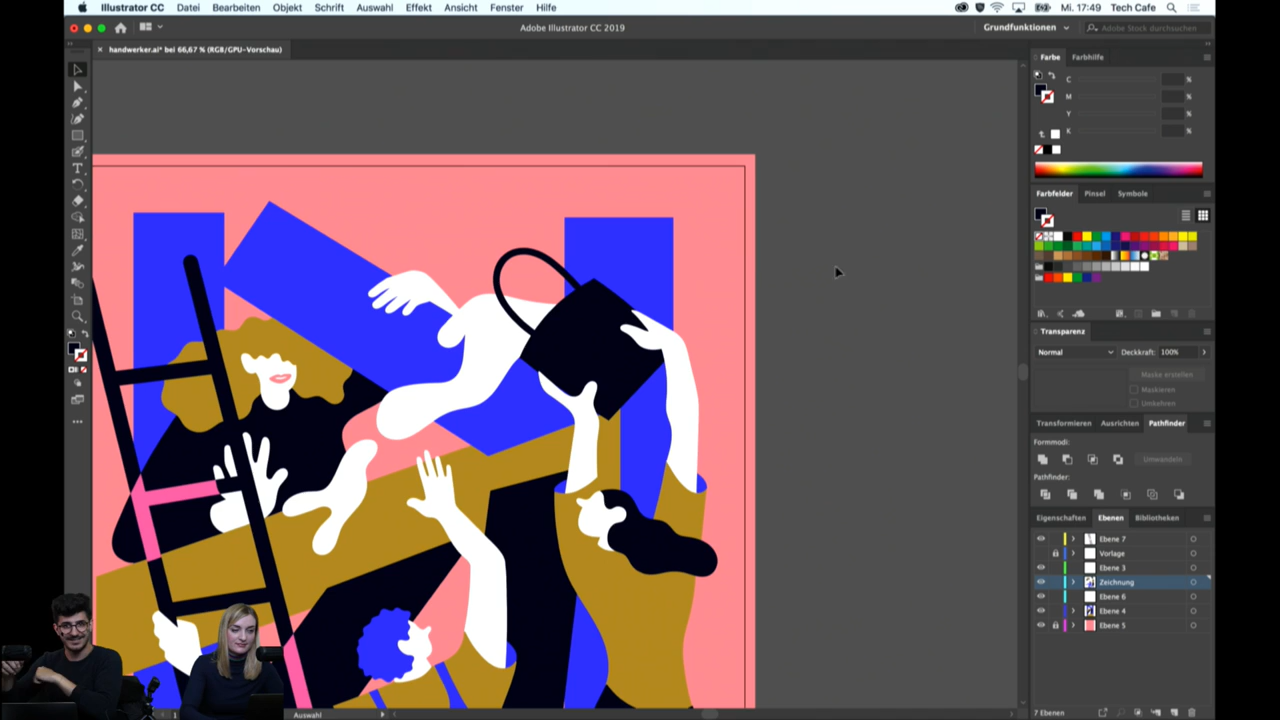 Illustrator CC Datei Bearbeiten Objekt Schrift Auswahl Effekt Ansicht Fenster Hilfe Mi. 17:49 Tech Cafe
Adobe Illustrator CC 2019 Grundfunktionen Adobe Stock durchsuchen
handwerker.ai* bei 66,67 % (RGB/GPU-Vorschau)
Farbe Farbhilfe
C %
M %
Y %
K %
Farbfelder Pinsel Symbole
Transparenz
Normal Deckkraft: 100%
Maske erstellen
Maskieren
Umkehren
Transformieren Ausrichten Pathfinder
Formmodi:
Umwandeln
Pathfinder:
Eigenschaften Ebenen Bibliotheken
Ebene 7
Vorlage
Ebene 3
Zeichnung
Ebene 6
Ebene 4
Ebene 5
7 Ebenen
1 Auswahl